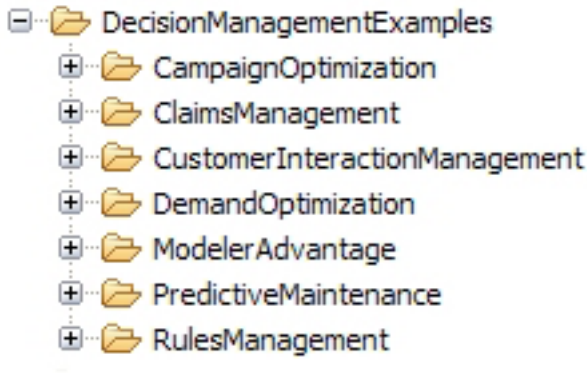 DecisionManagementExamples
CampaignOptimization
ClaimsManagement
CustomerInteractionManagement
DemandOptimization
ModelerAdvantage
PredictiveMaintenance
RulesManagement